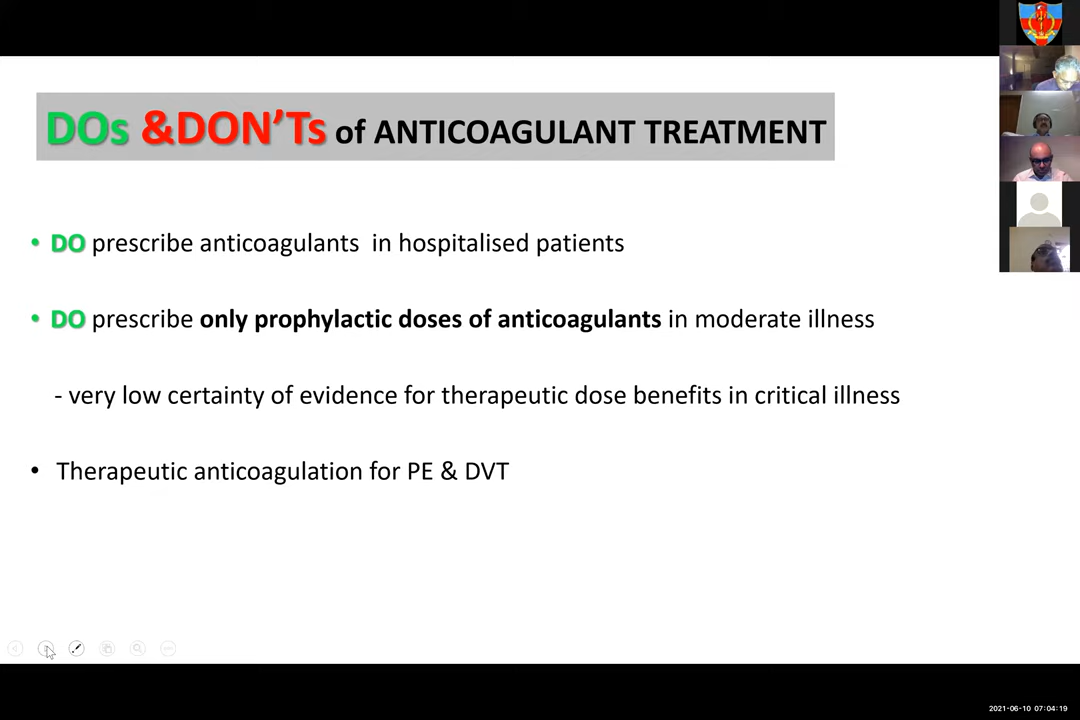 DOs &DON'Ts of ANTICOAGULANT TREATMENT
• DO prescribe anticoagulants in hospitalised patients
• DO prescribe only prophylactic doses of anticoagulants in moderate illness
- very low certainty of evidence for therapeutic dose benefits in critical illness
• Therapeutic anticoagulation for PE & DVT
2021-06-10 07:04:19